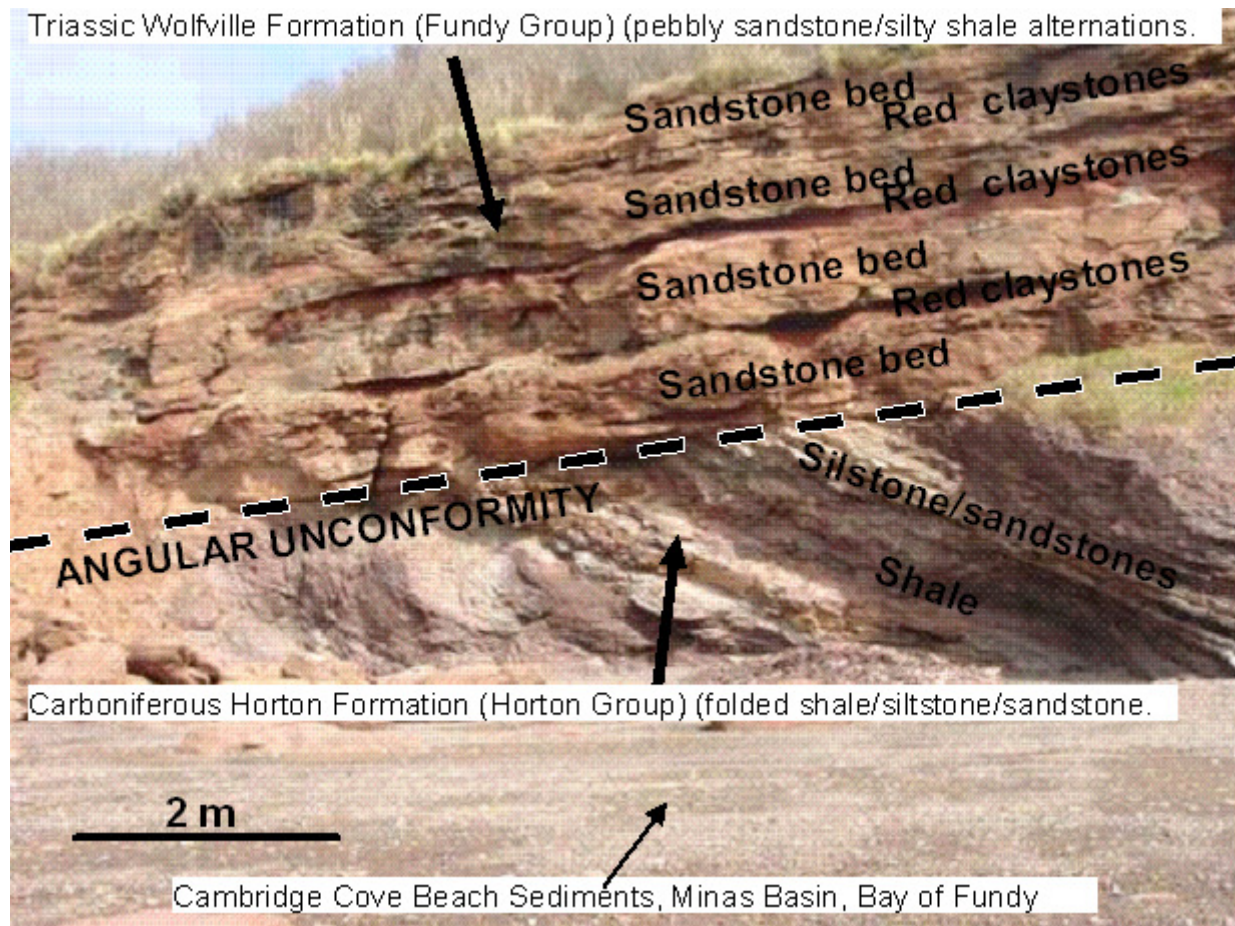 Triassic Wolfville Formation (Fundy Group) (pebbly sandstone/silty shale alternations.
Sandstone bed
Red claystones
Sandstone bed
Red claystones
Sandstone bed
Red claystones
Sandstone bed
Silstone/sandstones
ANGULAR UNCONFORMITY
Shale
Carboniferous Horton Formation (Horton Group) (folded shale/siltstone/sandstone.
2 m
Cambridge Cove Beach Sediments, Minas Basin, Bay of Fundy